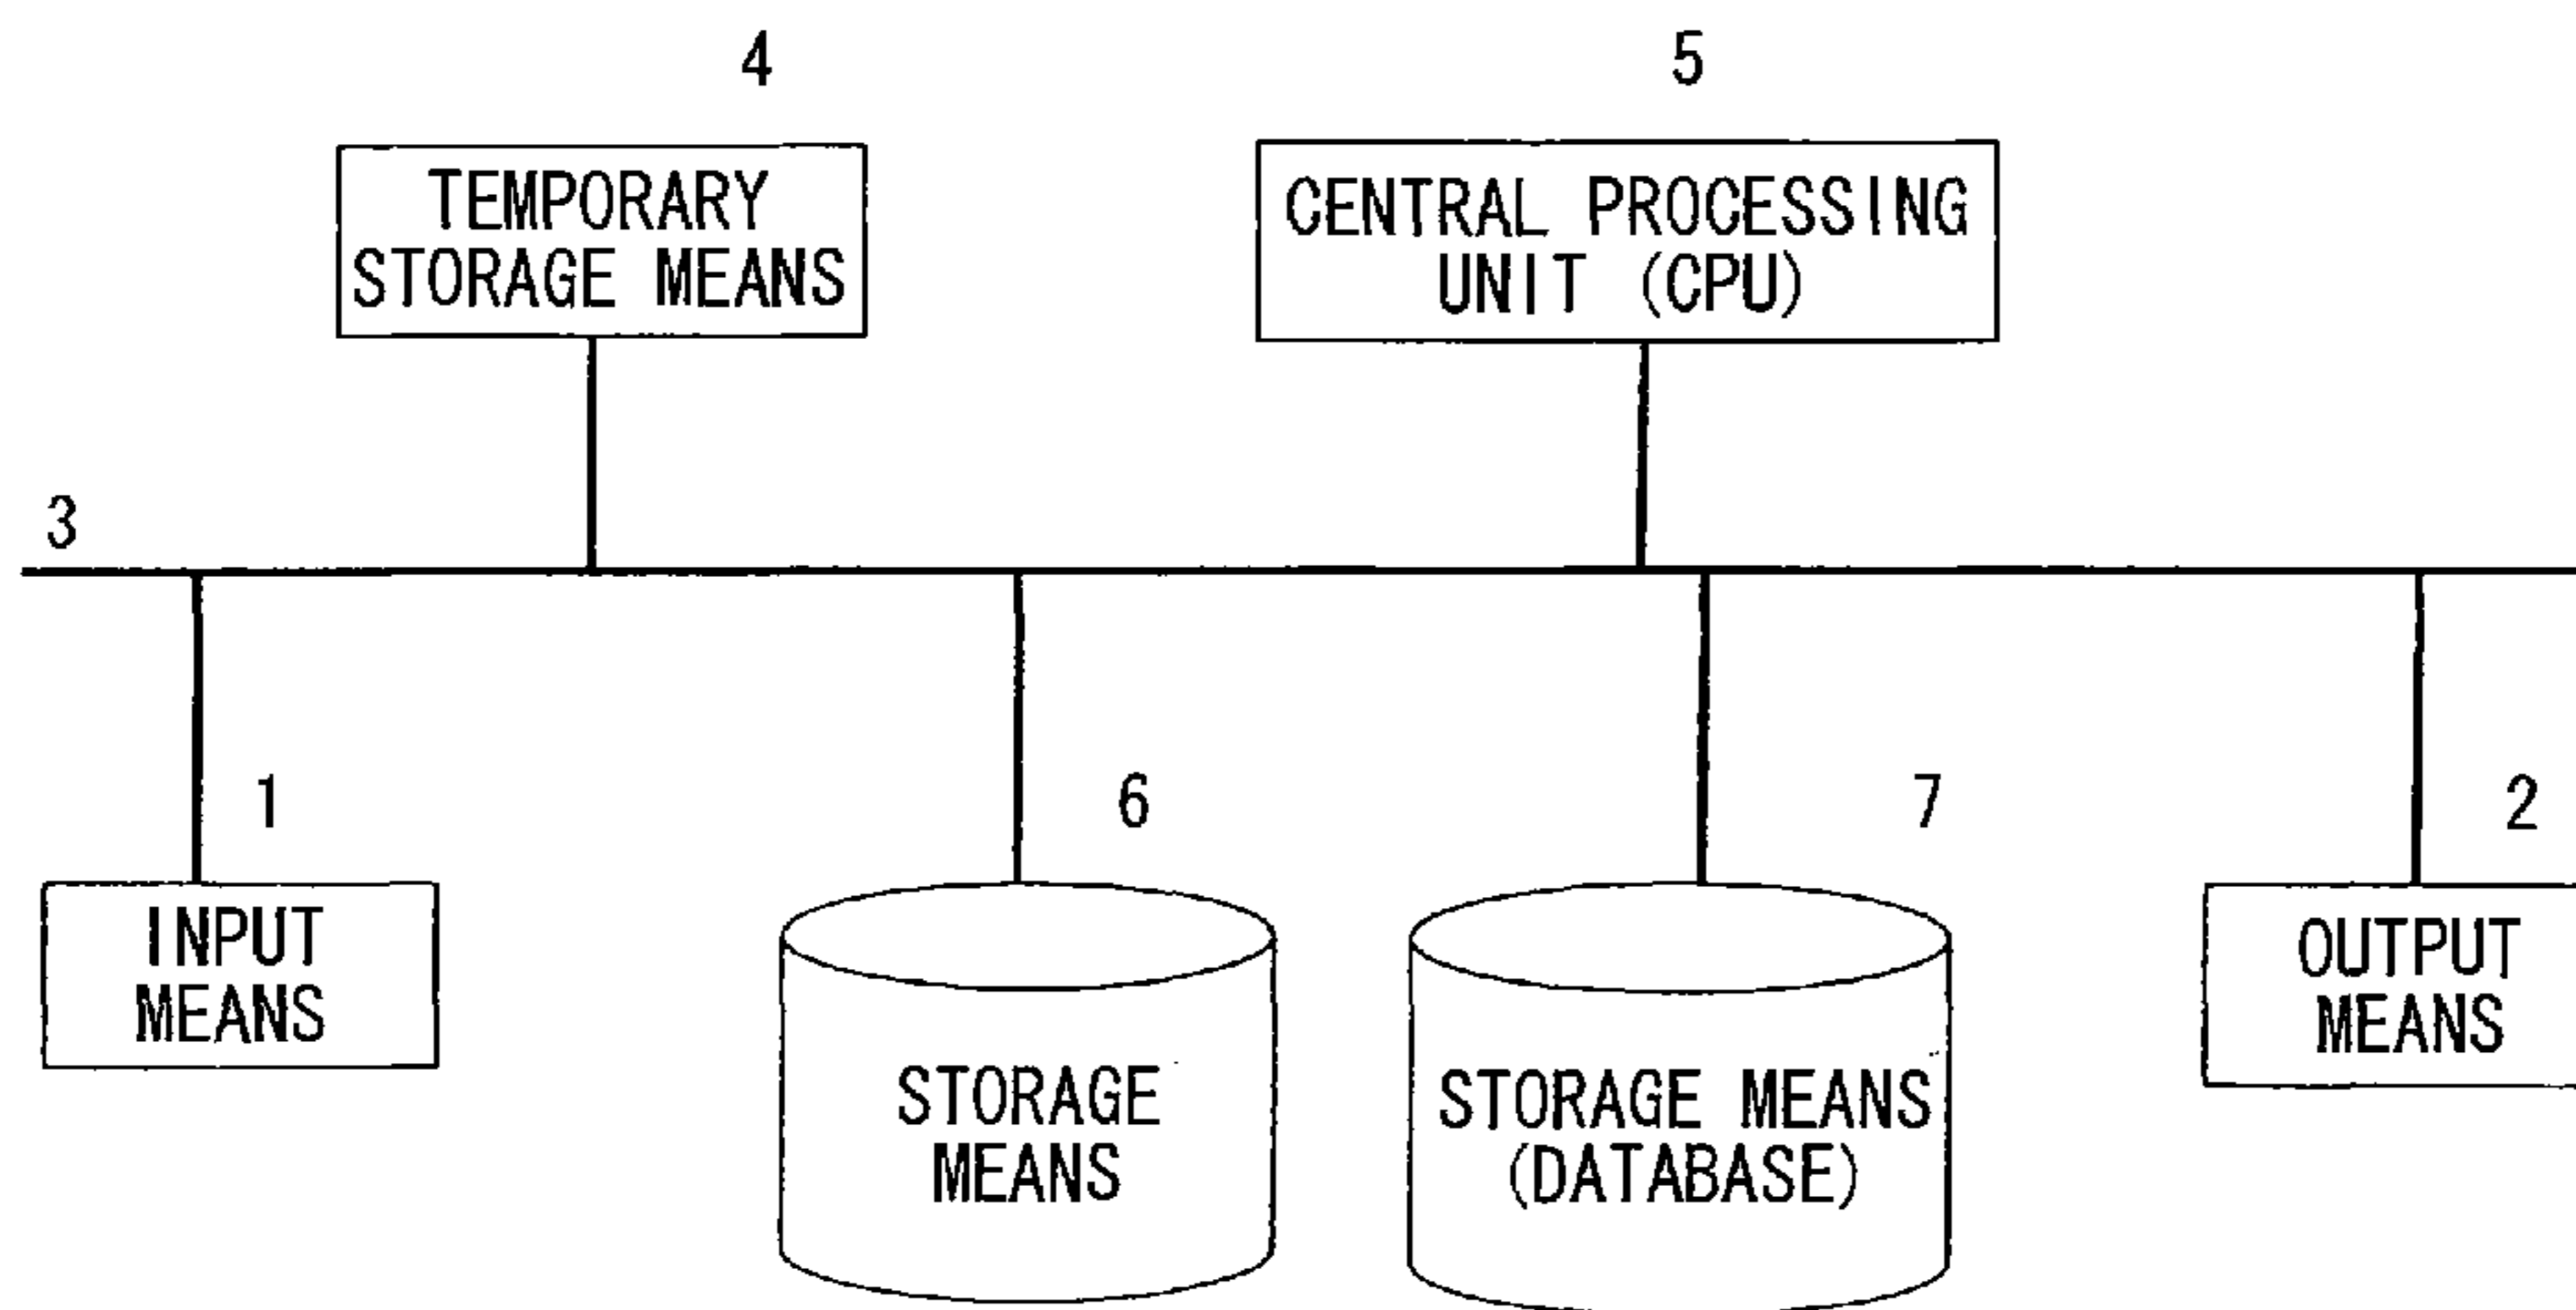 4
5
TEMPORARY
STORAGE MEANS
CENTRAL PROCESSING
UNIT (CPU)
3
1
6
7
2
INPUT
MEANS
STORAGE
MEANS
STORAGE MEANS
(DATABASE)
OUTPUT
MEANS